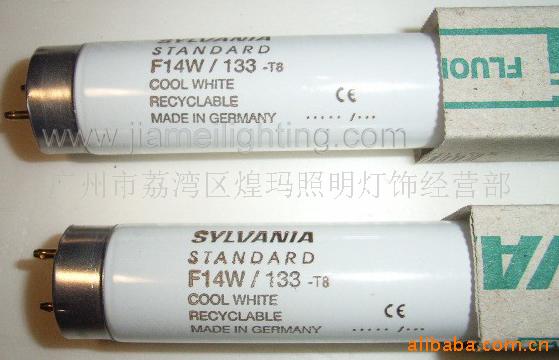 SYLVANIA
STANDARD
F14W / 133 -T8
COOL WHITE
RECYCLABLE
MADE IN GERMANY
CE
FLUOR
www.jiameilighting.com
广州市荔湾区煌玛照明灯饰经营部
SYLVANIA
STANDARD
F14W / 133 -T8
COOL WHITE
RECYCLABLE
MADE IN GERMANY
CE
VA
alibaba.com.cn